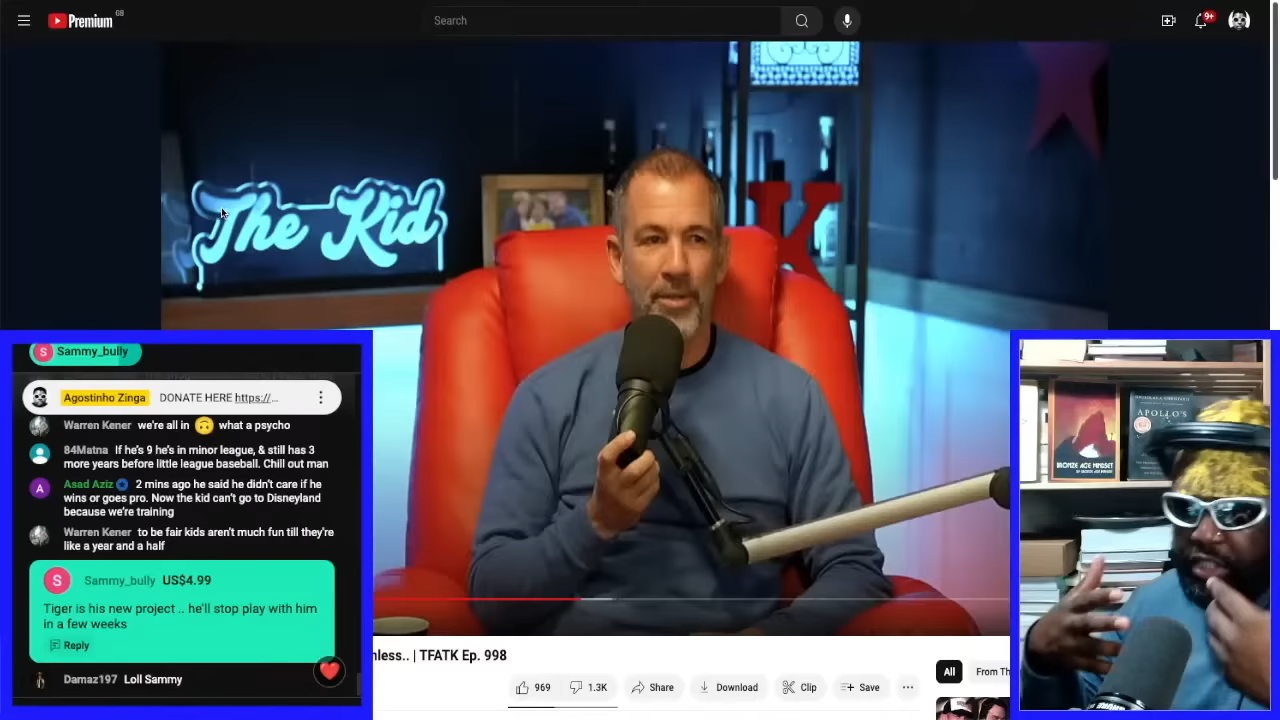 Premium GB
Search
9+
The Kid
K
S Sammy_bully
Agostinho Zinga DONATE HERE https://...
Warren Kener we're all in 🙃 what a psycho
84Matna If he's 9 he's in minor league, & still has 3
more years before little league baseball. Chill out man
A Asad Aziz 2 mins ago he said he didn't care if he
wins or goes pro. Now the kid can't go to Disneyland
because we're training
Warren Kener to be fair kids aren't much fun till they're
like a year and a half
S Sammy_bully US$4.99
Tiger is his new project .. he'll stop play with him
in a few weeks
Reply
Damaz197 Loll Sammy
nless.. | TFATK Ep. 998
969
1.3K
Share
Download
Clip
Save
All
From Th
BRONZE AGE MINDSET
APOLLO'S